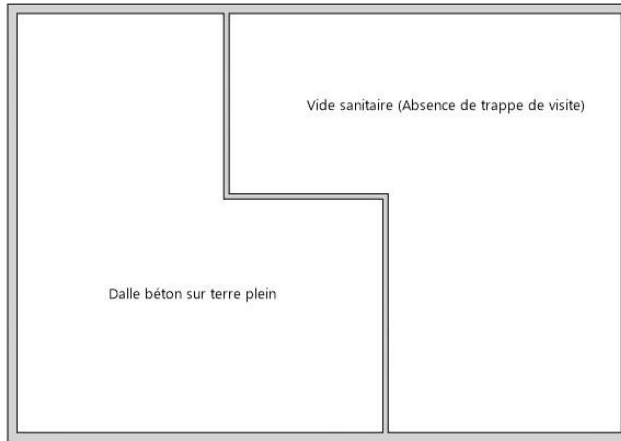 Vide sanitaire (Absence de trappe de visite)
Dalle béton sur terre plein